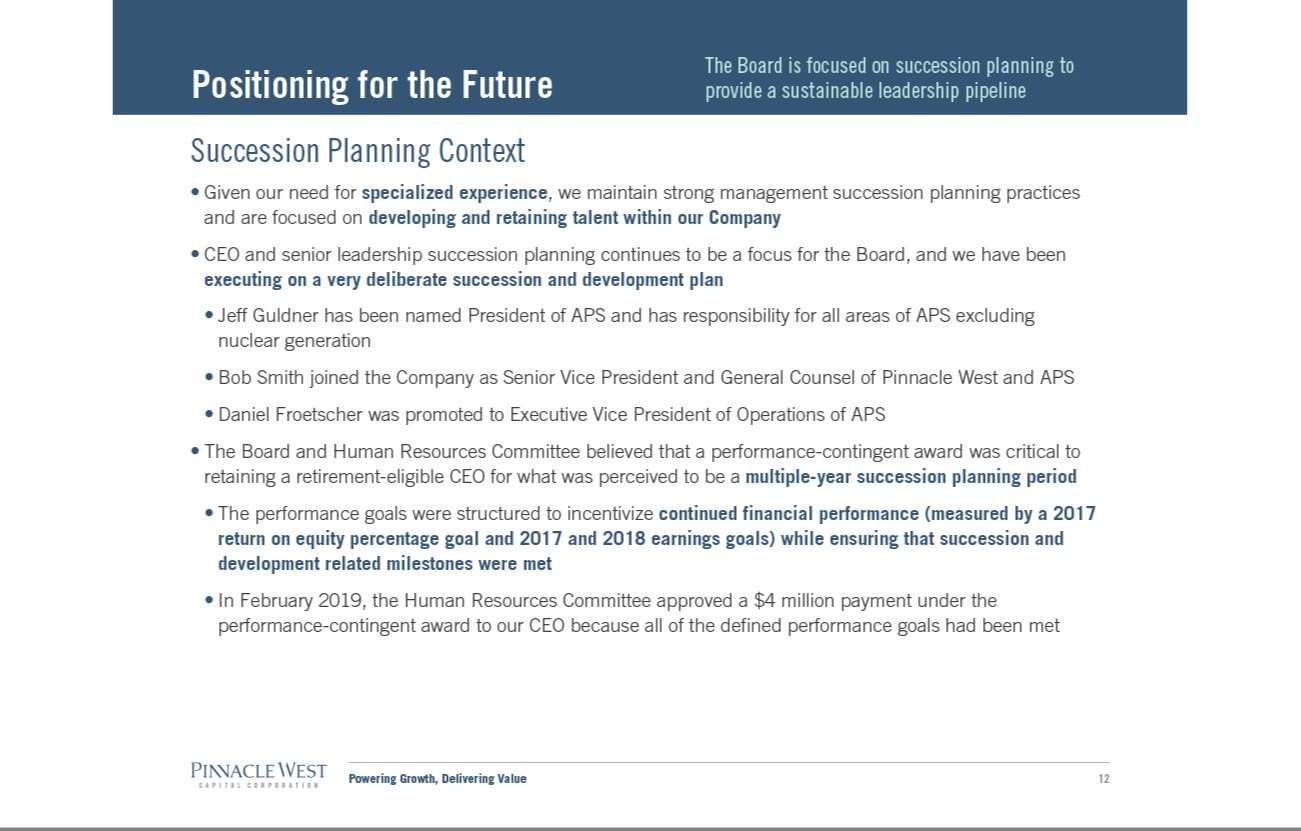 Positioning for the Future
The Board is focused on succession planning to
provide a sustainable leadership pipeline
Succession Planning Context
• Given our need for specialized experience, we maintain strong management succession planning practices
and are focused on developing and retaining talent within our Company
• CEO and senior leadership succession planning continues to be a focus for the Board, and we have been
executing on a very deliberate succession and development plan
• Jeff Guldner has been named President of APS and has responsibility for all areas of APS excluding
nuclear generation
• Bob Smith joined the Company as Senior Vice President and General Counsel of Pinnacle West and APS
• Daniel Froetscher was promoted to Executive Vice President of Operations of APS
• The Board and Human Resources Committee believed that a performance-contingent award was critical to
retaining a retirement-eligible CEO for what was perceived to be a multiple-year succession planning period
• The performance goals were structured to incentivize continued financial performance (measured by a 2017
return on equity percentage goal and 2017 and 2018 earnings goals) while ensuring that succession and
development related milestones were met
• In February 2019, the Human Resources Committee approved a $4 million payment under the
performance-contingent award to our CEO because all of the defined performance goals had been met
PINNACLE WEST
CAPITAL CORPORATION
Powering Growth, Delivering Value
12